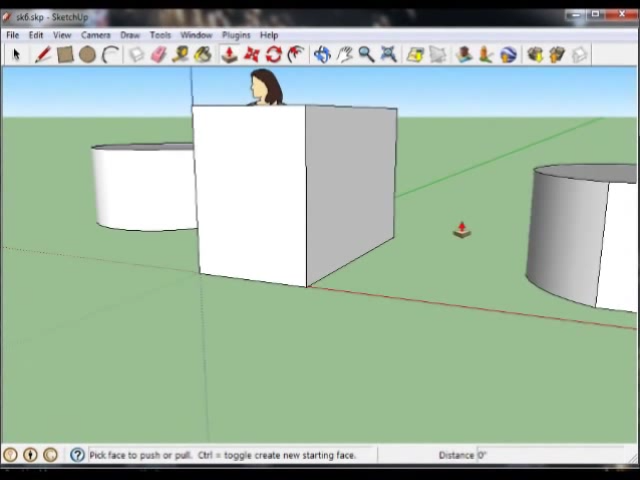 sk6.skp - SketchUp
File Edit View Camera Draw Tools Window Plugins Help
Pick face to push or pull. Ctrl = toggle create new starting face. Distance 0"